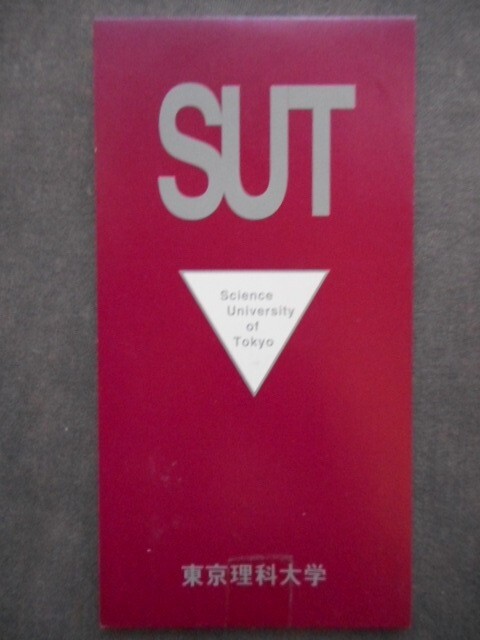 SUT
Science
University
of
Tokyo
東京理科大学